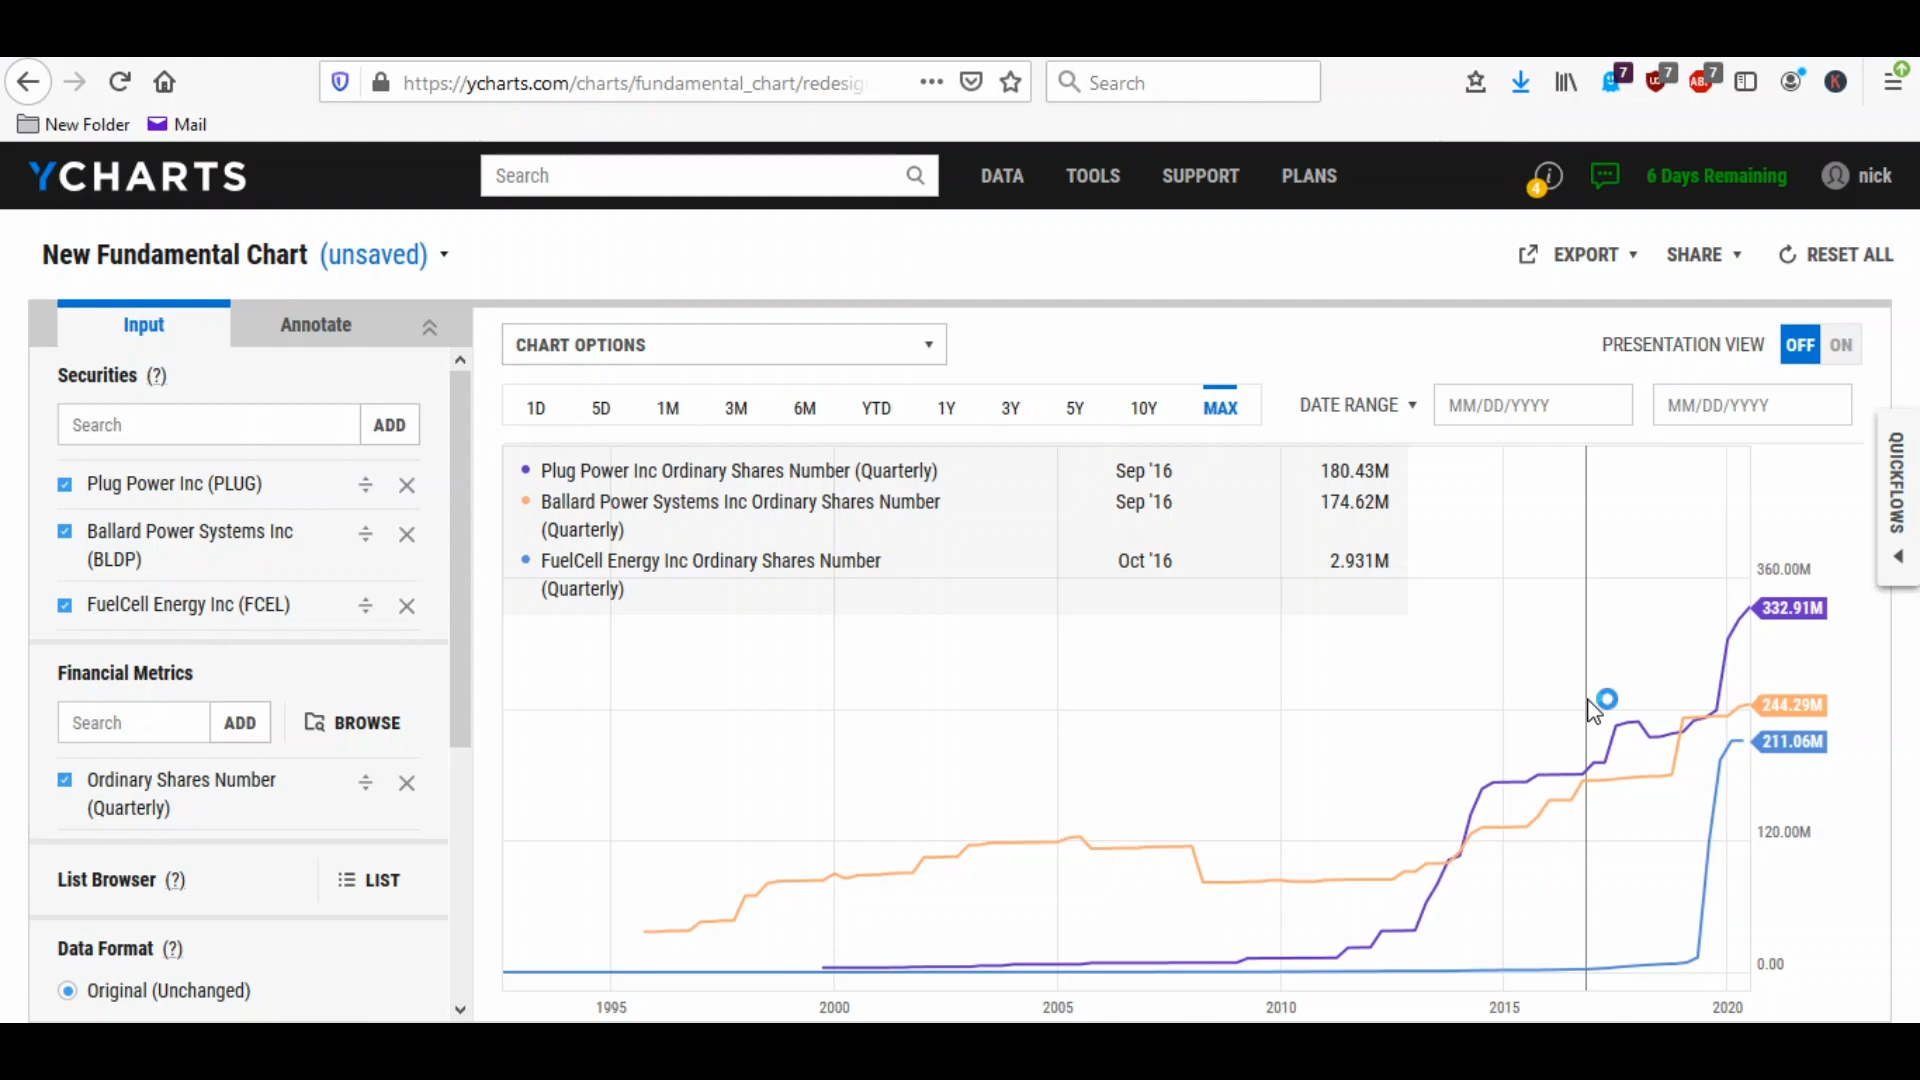 https://ycharts.com/charts/fundamental_chart/redesig
Search
7
7
7
ABP
K
New Folder
Mail
YCHARTS
Search
DATA
TOOLS
SUPPORT
PLANS
4
6 Days Remaining
nick
New Fundamental Chart (unsaved)
EXPORT
SHARE
RESET ALL
Input
Annotate
Securities (?)
Search
ADD
Plug Power Inc (PLUG)
Ballard Power Systems Inc
(BLDP)
FuelCell Energy Inc (FCEL)
Financial Metrics
Search
ADD
BROWSE
Ordinary Shares Number
(Quarterly)
List Browser (?)
LIST
Data Format (?)
Original (Unchanged)
CHART OPTIONS
PRESENTATION VIEW
OFF
ON
1D
5D
1M
3M
6M
YTD
1Y
3Y
5Y
10Y
MAX
DATE RANGE
MM/DD/YYYY
MM/DD/YYYY
Plug Power Inc Ordinary Shares Number (Quarterly) Sep '16 180.43M
Ballard Power Systems Inc Ordinary Shares Number Sep '16 174.62M
(Quarterly)
FuelCell Energy Inc Ordinary Shares Number Oct '16 2.931M
(Quarterly)
QUICKFLOWS
360.00M
332.91M
244.29M
211.06M
120.00M
0.00
1995
2000
2005
2010
2015
2020